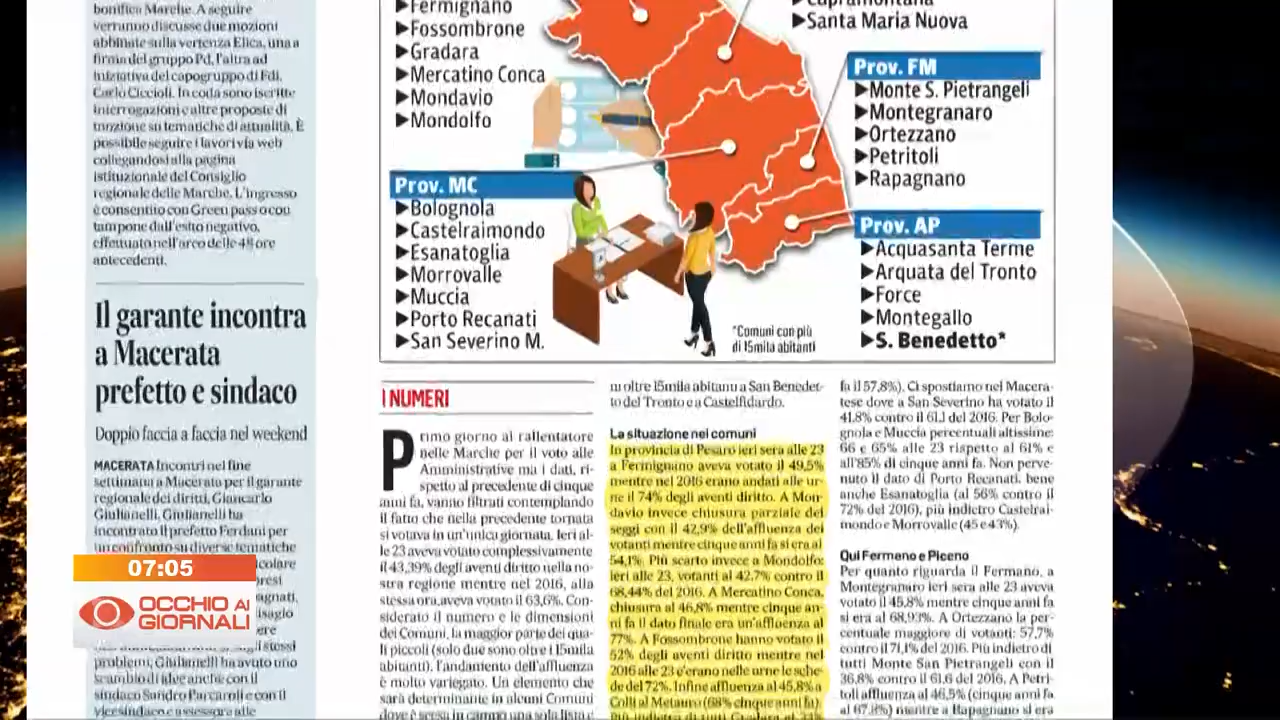 bonifica Marche. A seguire
verranno discusse due mozioni
abbinate sulla vertenza Elica, una a
firma del gruppo Pd, l'altra ad
iniziativa del capogruppo di Fdi,
Carlo Ciccioli. In coda sono iscritte
interrogazioni e altre proposte di
mozione su tematiche di attualità. È
possibile seguire i lavori via web
collegandosi alla pagina
istituzionale del Consiglio
regionale delle Marche. L'ingresso
è consentito con Green pass o con
tampone dall'esito negativo,
effettuato nell'arco delle 48 ore
antecedenti.
Il garante incontra
a Macerata
prefetto e sindaco
Doppio faccia a faccia nel weekend
MACERATA Incontri nel fine
settimana a Macerata per il garante
regionale dei diritti, Giancarlo
Giulianelli. Giulianelli ha
incontrato il prefetto Ferdani per
un confronto su diverse tematiche
07:05
OCCHIO AI
GIORNALI
problemi, Giulianelli ha avuto uno
scambio di idee anche con il
sindaco Sandro Parcaroli e con il
vicesindaco e assessora alle
▶Fermignano
▶Fossombrone
▶Gradara
▶Mercatino Conca
▶Mondavio
▶Mondolfo
Prov. MC
▶Bolognola
▶Castelraimondo
▶Esanatoglia
▶Morrovalle
▶Muccia
▶Porto Recanati
▶San Severino M.
▶Santa Maria Nuova
Prov. FM
▶Monte S. Pietrangeli
▶Montegranaro
▶Ortezzano
▶Petritoli
▶Rapagnano
Prov. AP
▶Acquasanta Terme
▶Arquata del Tronto
▶Force
▶Montegallo
▶S. Benedetto*
*Comuni con più
di 15mila abitanti
I NUMERI
Primo giorno al rallentatore
nelle Marche per il voto alle
Amministrative ma i dati, ri-
spetto al precedente di cinque
anni fa, vanno filtrati contemplando
il fatto che nella precedente tornata
si votava in un'unica giornata. Ieri al-
le 23 aveva votato complessivamente
il 43,39% degli aventi diritto nella no-
stra regione mentre nel 2016, alla
stessa ora, aveva votato il 63,6%. Con-
siderato il numero e le dimensioni
dei Comuni, la maggior parte dei qua-
li piccoli (solo due sono oltre i 15mila
abitanti), l'andamento dell'affluenza
è molto variegato. Un elemento che
sarà determinante in alcuni Comuni
dove è scesa in campo una sola lista e
ni oltre 15mila abitanti a San Benedet-
to del Tronto e a Castelfidardo.
La situazione nei comuni
In provincia di Pesaro ieri sera alle 23
a Fermignano aveva votato il 49,5%
mentre nel 2016 erano andati alle ur-
ne il 74% degli aventi diritto. A Mon-
davio invece chiusura parziale dei
seggi con il 42,9% dell'affluenza dei
votanti mentre cinque anni fa si era al
54,1%. Più scarto invece a Mondolfo:
ieri alle 23, votanti al 42,7% contro il
68,44% del 2016. A Mercatino Conca,
chiusura al 46,8% mentre cinque an-
ni fa il dato finale era un'affluenza al
77%. A Fossombrone hanno votato il
52% degli aventi diritto mentre nel
2016 alle 23 c'erano nelle urne le sche-
de del 72%. Infine affluenza al 45,8% a
Colli al Metauro (68% cinque anni fa).
fa il 57,8%). Ci spostiamo nel Macera-
tese dove a San Severino ha votato il
41,8% contro il 61,1 del 2016. Per Bolo-
gnola e Muccia percentuali altissime:
66 e 65% alle 23 rispetto al 61% e
all'85% di cinque anni fa. Non perve-
nuto il dato di Porto Recanati, bene
anche Esanatoglia (al 56% contro il
72% del 2016), più indietro Castelrai-
mondo e Morrovalle (45 e 43%).
Qui Fermano e Piceno
Per quanto riguarda il Fermano, a
Montegranaro ieri sera alle 23 aveva
votato il 45,8% mentre cinque anni fa
si era al 68,93%. A Ortezzano la per-
centuale maggiore di votanti: 57,7%
contro il 71,1% del 2016. Più indietro di
tutti Monte San Pietrangeli con il
36,8% contro il 61,6 del 2016. A Petri-
toli affluenza al 46,5% (cinque anni fa
al 67,8%) mentre a Rapagnano si era